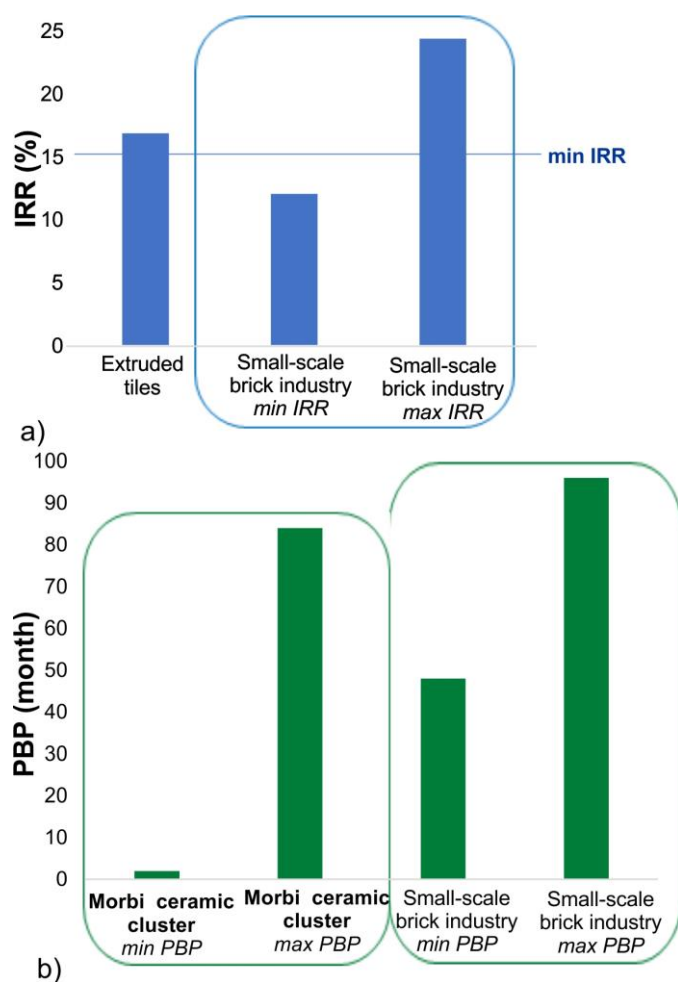 25
20
15
10
5
0
IRR (%)
min IRR
Extruded
tiles
Small-scale
brick industry
min IRR
Small-scale
brick industry
max IRR
a)
100
90
80
70
60
50
40
30
20
10
0
PBP (month)
Morbi ceramic
cluster
min PBP
Morbi ceramic
cluster
max PBP
Small-scale
brick industry
min PBP
Small-scale
brick industry
max PBP
b)